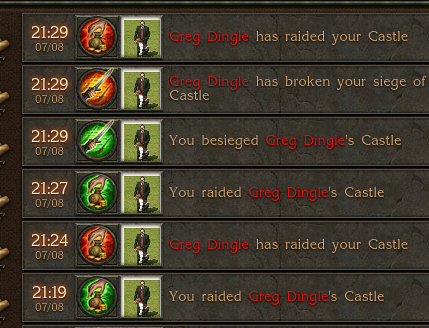 21:29
07/08
Greg Dingle has raided your Castle
21:29
07/08
Greg Dingle has broken your siege of
Castle
21:29
07/08
You besieged Greg Dingle's Castle
21:27
07/08
You raided Greg Dingle's Castle
21:24
07/08
Greg Dingle has raided your Castle
21:19
07/08
You raided Greg Dingle's Castle